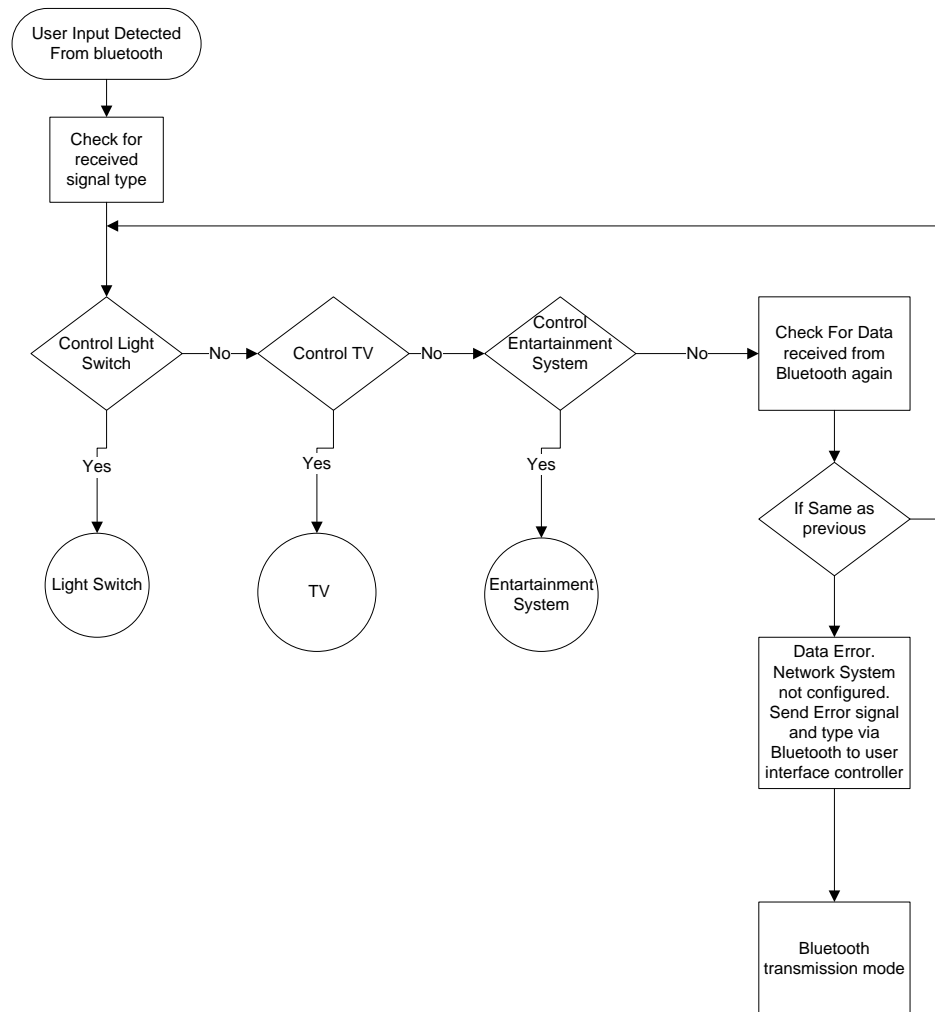 User Input Detected
From bluetooth
Check for
received
signal type
Control Light
Switch
No
Control TV
No
Control
Entartainment
System
No
Check For Data
received from
Bluetooth again
Yes
Yes
Yes
If Same as
previous
Light Switch
TV
Entartainment
System
Data Error.
Network System
not configured.
Send Error signal
and type via
Bluetooth to user
interface controller
Bluetooth
transmission mode